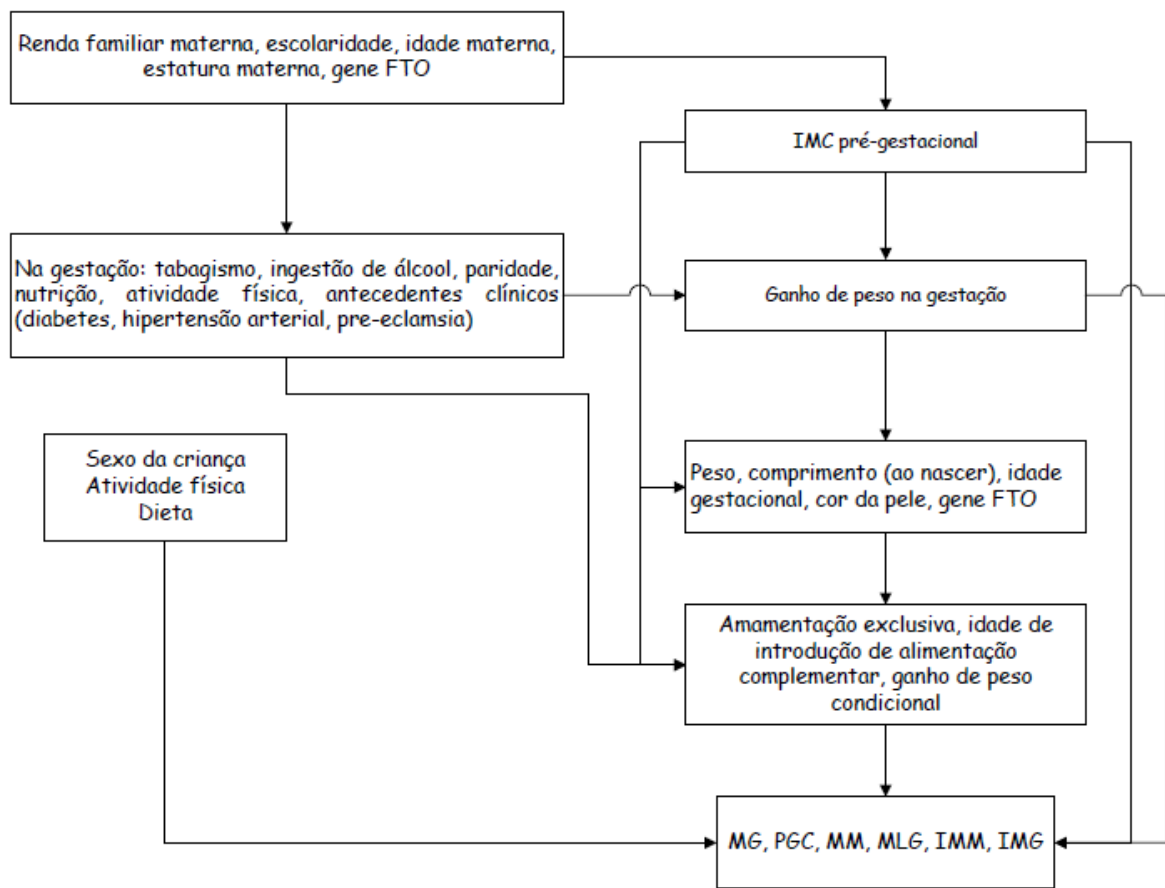 Renda familiar materna, escolaridade, idade materna,
estatura materna, gene FTO
IMC pré-gestacional
Na gestação: tabagismo, ingestão de álcool, paridade,
nutrição, atividade física, antecedentes clínicos
(diabetes, hipertensão arterial, pre-eclamsia)
Ganho de peso na gestação
Sexo da criança
Atividade física
Dieta
Peso, comprimento (ao nascer), idade
gestacional, cor da pele, gene FTO
Amamentação exclusiva, idade de
introdução de alimentação
complementar, ganho de peso
condicional
MG, PGC, MM, MLG, IMM, IMG